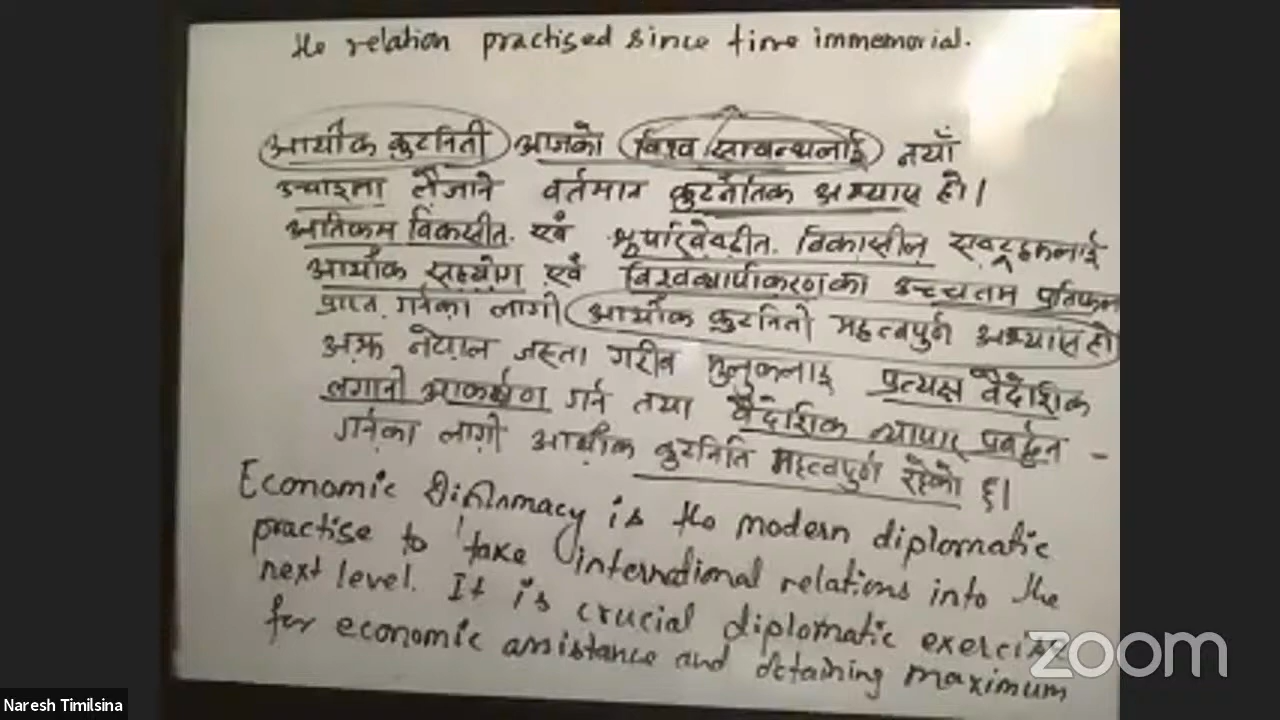 the relation practised since time immemorial.
आर्थीक कुटनिती आजको विश्व सम्बन्धलाई नयाँ
उचाइमा लैजाने वर्तमान कुटनैतिक अभ्यास हो।
अतिकम विकसीत. एवं भूपरिवेष्ठीत. विकासील राष्ट्रहरूलाई
आर्थीक सहयोग एवं विश्वव्यापीकरणका उच्चतम प्रतिफल
प्राप्त गर्नका लागी आर्थीक कुटनिती महत्वपुर्ण अभ्यास हो
अझ नेपाल जस्ता गरीब मुलुकलाई प्रत्यक्ष वैदेशिक
लगानी आकर्षण गर्न तथा वैदेशिक व्यापार प्रवर्द्धन -
गर्नका लागी आर्थीक कुटनिति महत्वपुर्ण रहेको छ।
Economic diplomacy is the modern diplomatic
practise to take international relations into the
next level. It is crucial diplomatic exercise
for economic assistance and obtaining maximum
zoom
Naresh Timilsina